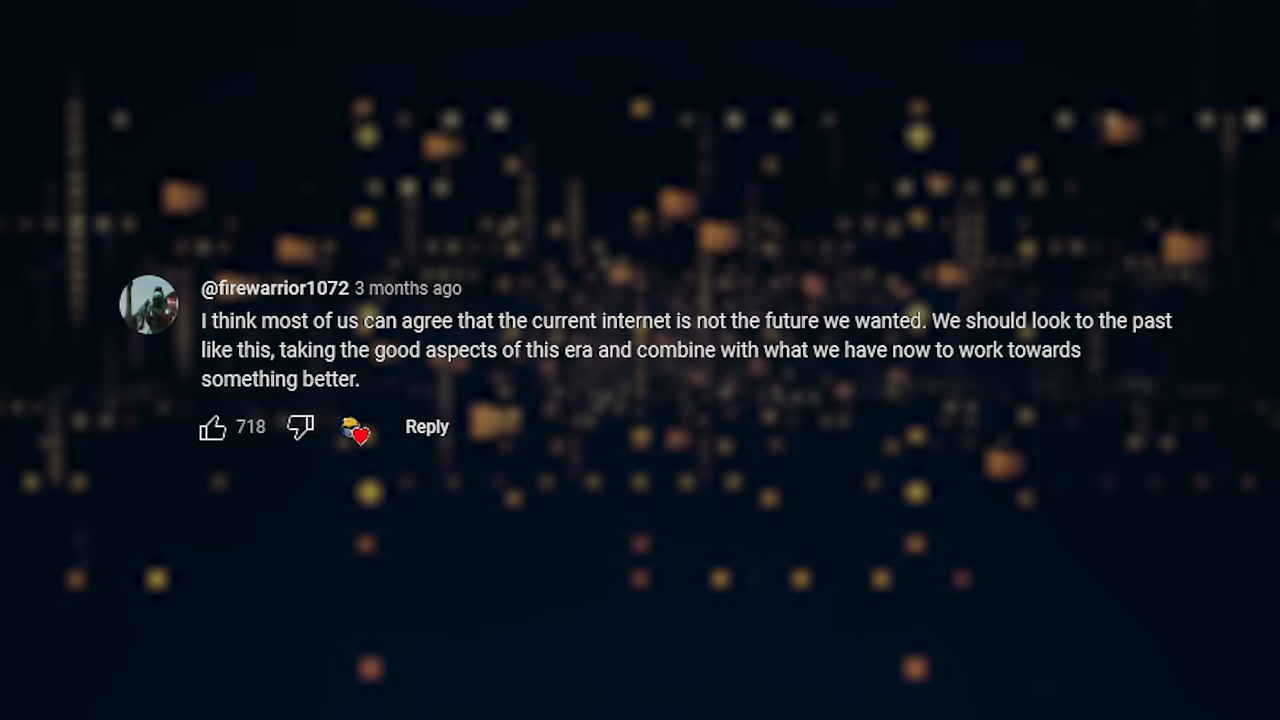 @firewarrior1072 3 months ago
I think most of us can agree that the current internet is not the future we wanted. We should look to the past
like this, taking the good aspects of this era and combine with what we have now to work towards
something better.
718 Reply